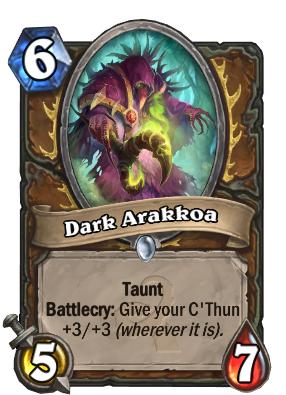 6
Dark Arakkoa
Taunt
Battlecry: Give your C'Thun
+3/+3 (wherever it is).
5
7